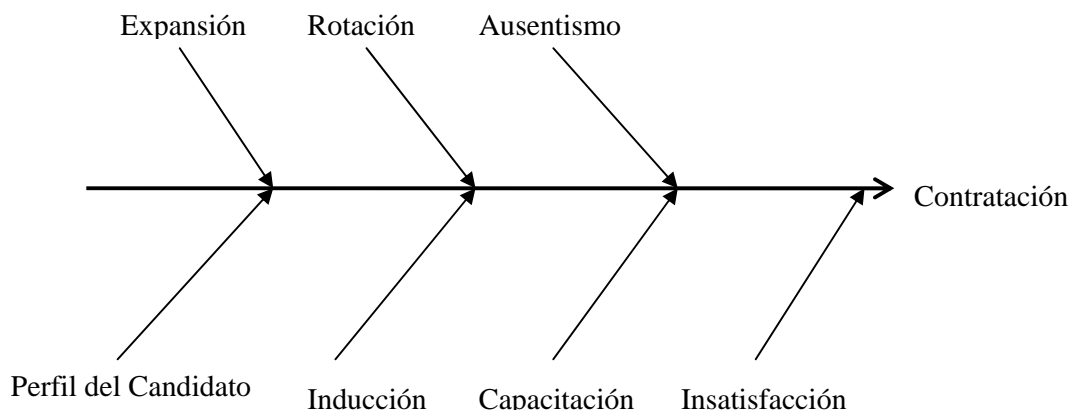 Expansión
Rotación
Ausentismo
Contratación
Perfil del Candidato
Inducción
Capacitación
Insatisfacción